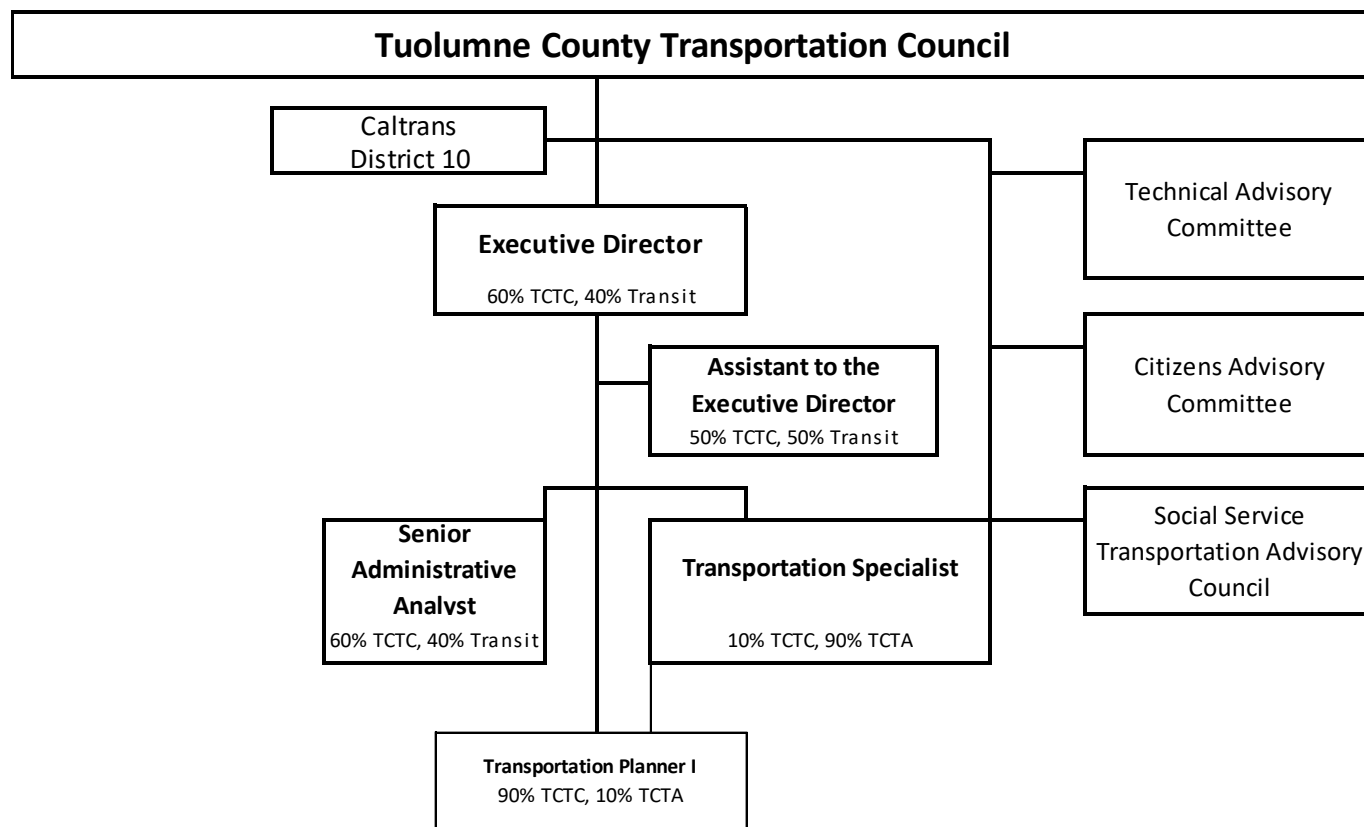 Tuolumne County Transportation Council
Caltrans
District 10
Technical Advisory
Committee
Executive Director
60% TCTC, 40% Transit
Assistant to the
Executive Director
50% TCTC, 50% Transit
Citizens Advisory
Committee
Senior
Administrative
Analyst
60% TCTC, 40% Transit
Transportation Specialist
10% TCTC, 90% TCTA
Social Service
Transportation Advisory
Council
Transportation Planner I
90% TCTC, 10% TCTA